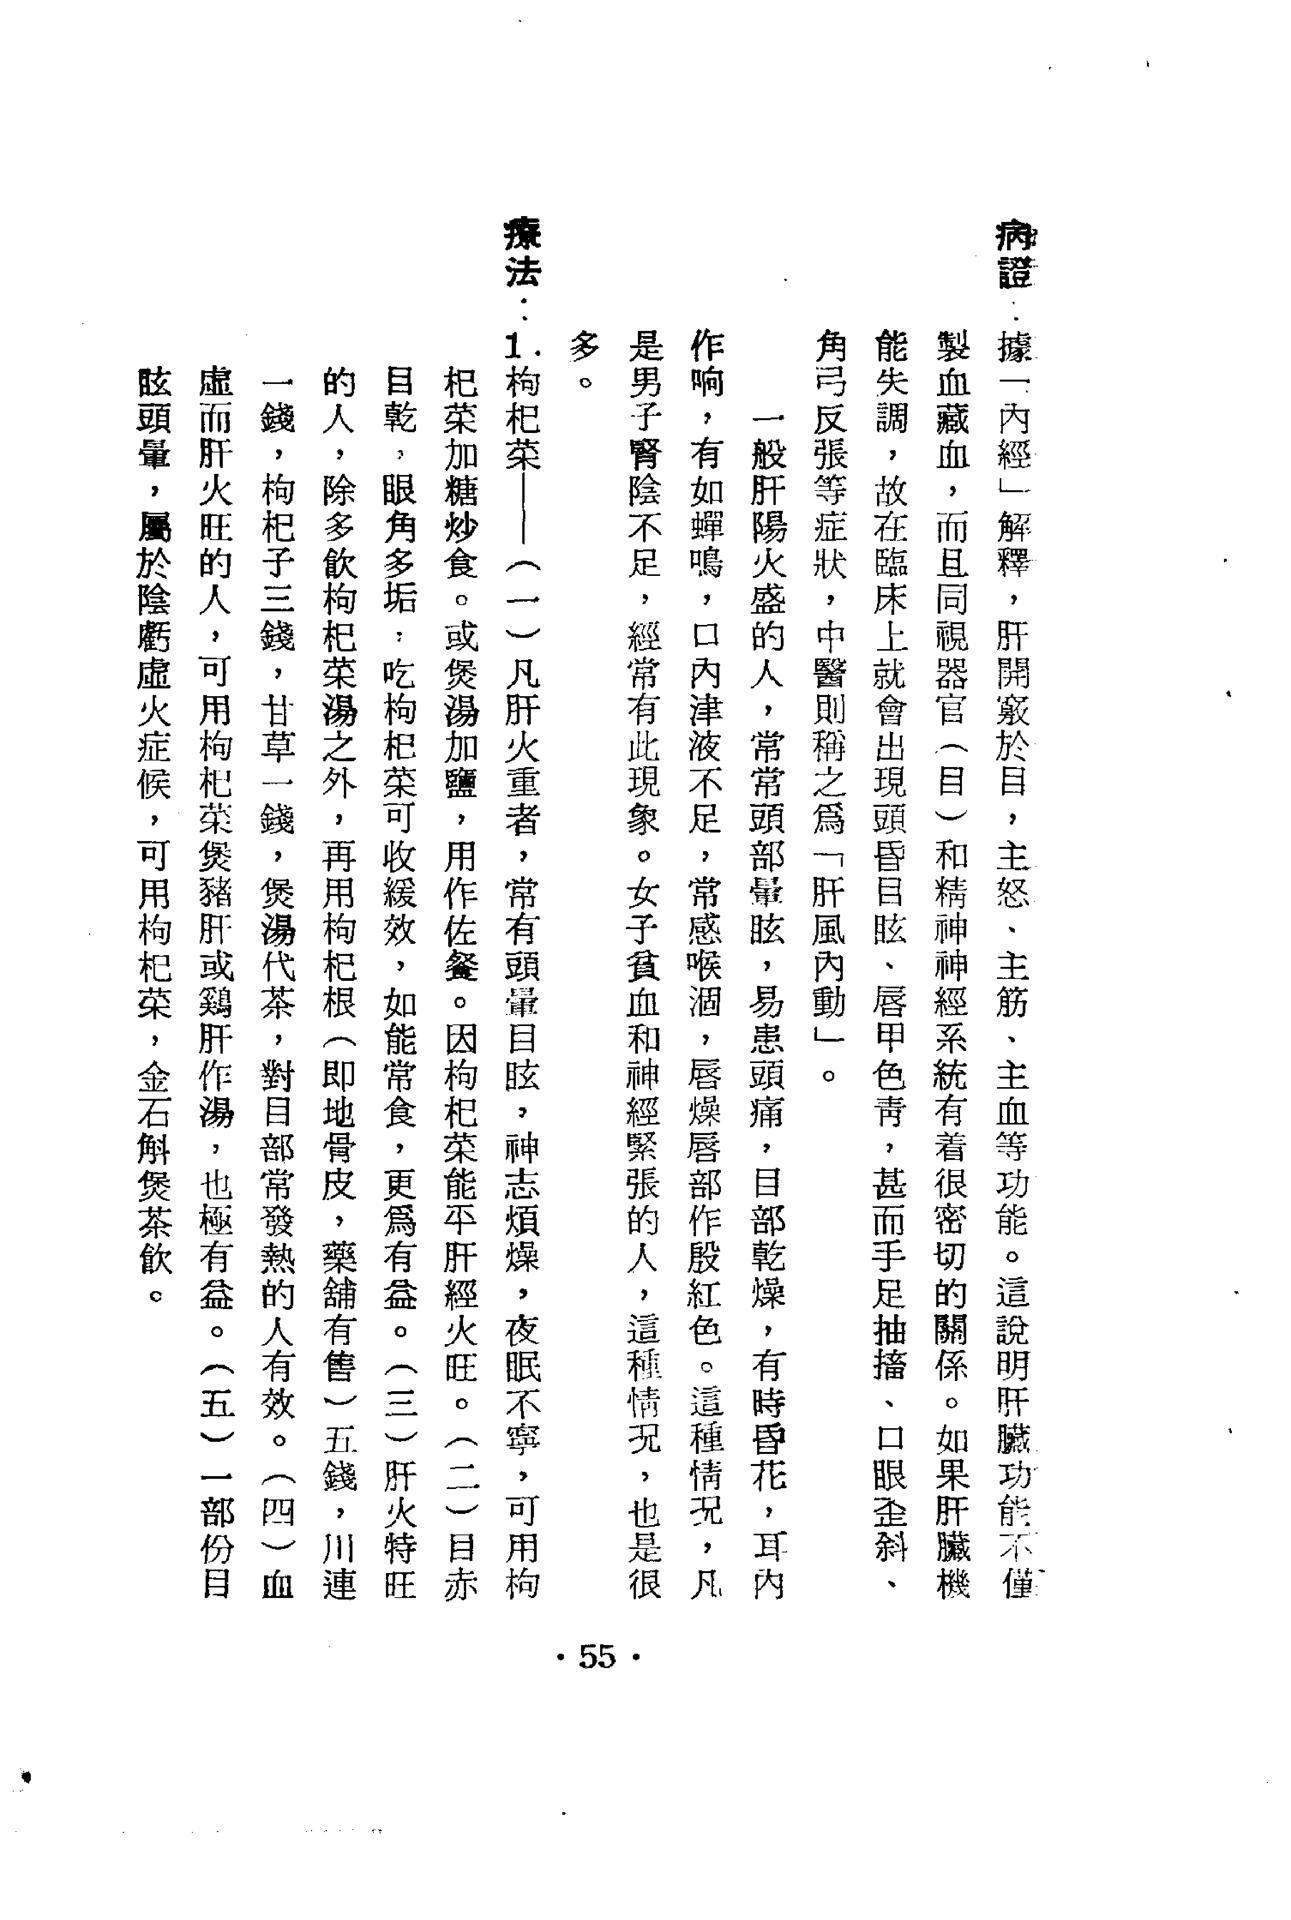 病證：據「內經」解釋，肝開竅於目，主怒、主筋、主血等功能。這說明肝臟功能不僅
製血藏血，而且同視器官（目）和精神神經系統有着很密切的關係。如果肝臟機
能失調，故在臨床上就會出現頭昏目眩、唇甲色靑，甚而手足抽搐、口眼歪斜、
角弓反張等症狀，中醫則稱之爲「肝風內動」。
一般肝陽火盛的人，常常頭部暈眩，易患頭痛，目部乾燥，有時昏花，耳內
作响，有如蟬鳴，口內津液不足，常感喉涸，唇燥唇部作殷紅色。這種情況，凡
是男子腎陰不足，經常有此現象。女子貧血和神經緊張的人，這種情況，也是很
多。
療法：1.枸杞菜——（一）凡肝火重者，常有頭暈目眩，神志煩燥，夜眠不寧，可用枸
杞菜加糖炒食。或煲湯加鹽，用作佐餐。因枸杞菜能平肝經火旺。（二）目赤
目乾，眼角多垢，吃枸杞菜可收緩效，如能常食，更爲有益。（三）肝火特旺
的人，除多飮枸杞菜湯之外，再用枸杞根（即地骨皮，藥舖有售）五錢，川連
一錢，枸杞子三錢，甘草一錢，煲湯代茶，對目部常發熱的人有效。（四）血
虛而肝火旺的人，可用枸杞菜煲豬肝或鷄肝作湯，也極有益。（五）一部份目
眩頭暈，屬於陰虧虛火症候，可用枸杞菜，金石斛煲茶飮。
・55・